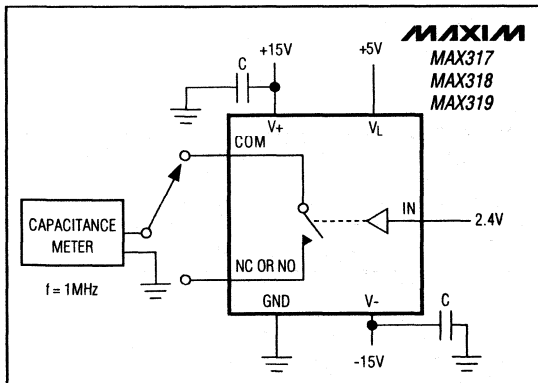 MAXIM
MAX317
MAX318
MAX319
+15V
+5V
C
V+
VL
COM
IN
2.4V
CAPACITANCE
METER
f = 1MHz
NC OR NO
GND
V-
C
-15V